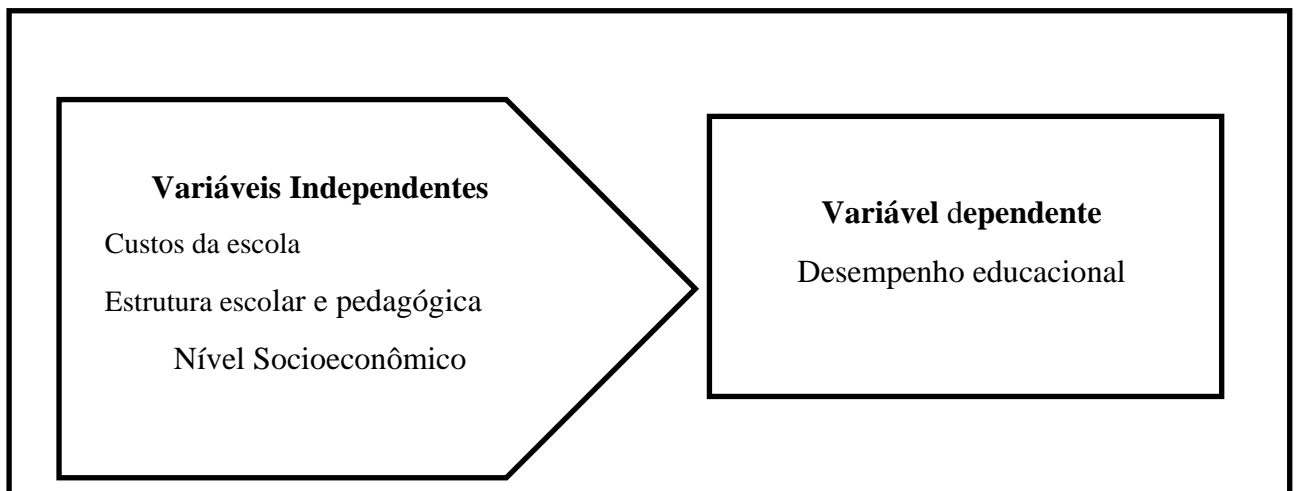 Variáveis Independentes
Custos da escola
Estrutura escolar e pedagógica
Nível Socioeconômico
Variável dependente
Desempenho educacional